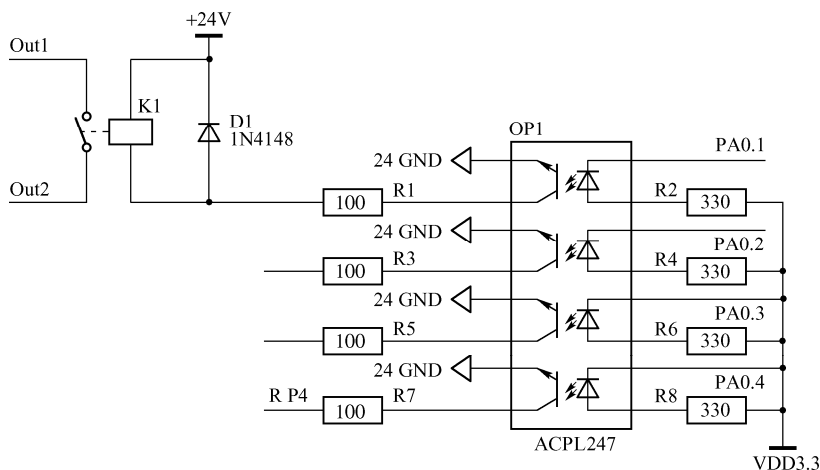 +24V
Out1
K1
D1
1N4148
OP1
24 GND
PA0.1
Out2
100
R1
R2
330
24 GND
PA0.2
100
R3
R4
330
24 GND
PA0.3
100
R5
R6
330
24 GND
PA0.4
R P4
100
R7
R8
330
ACPL247
VDD3.3